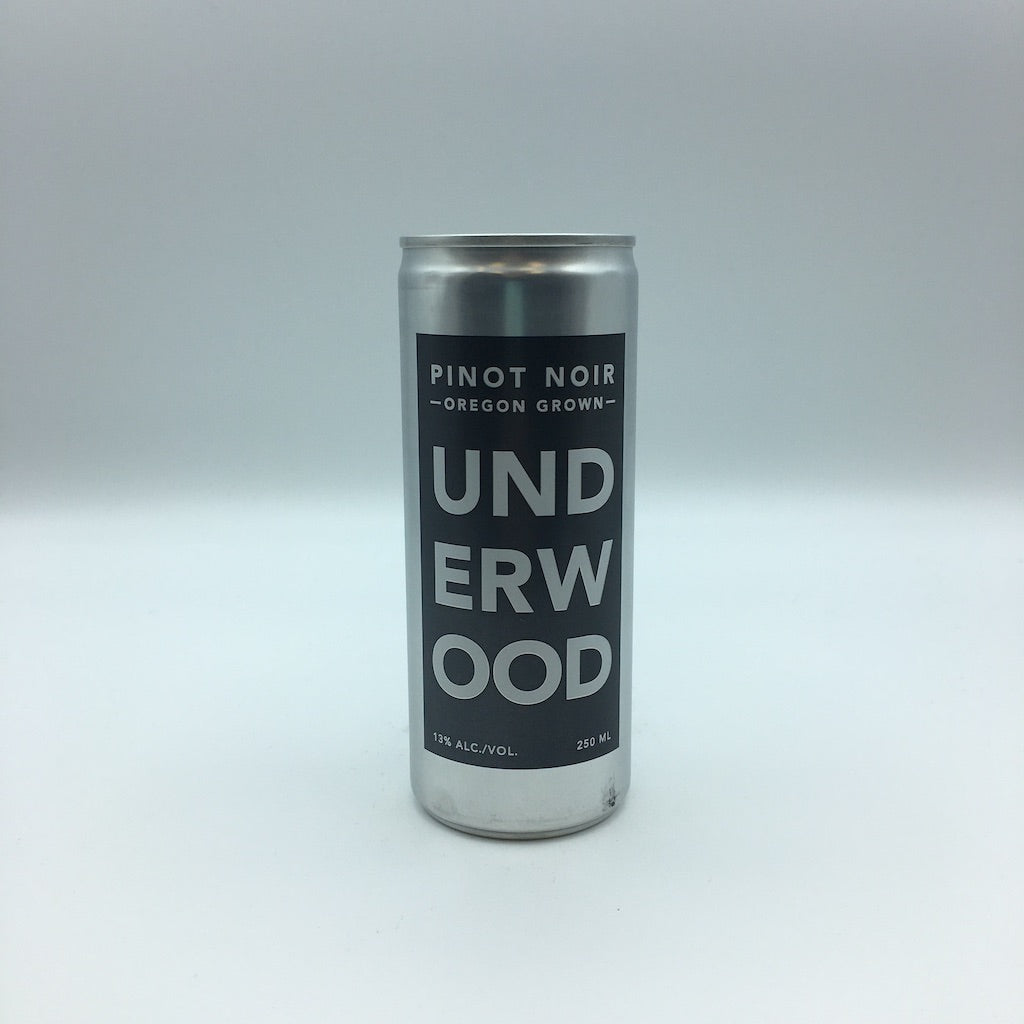 PINOT NOIR
—OREGON GROWN—
UND
ERW
OOD
13% ALC./VOL. 250 ML